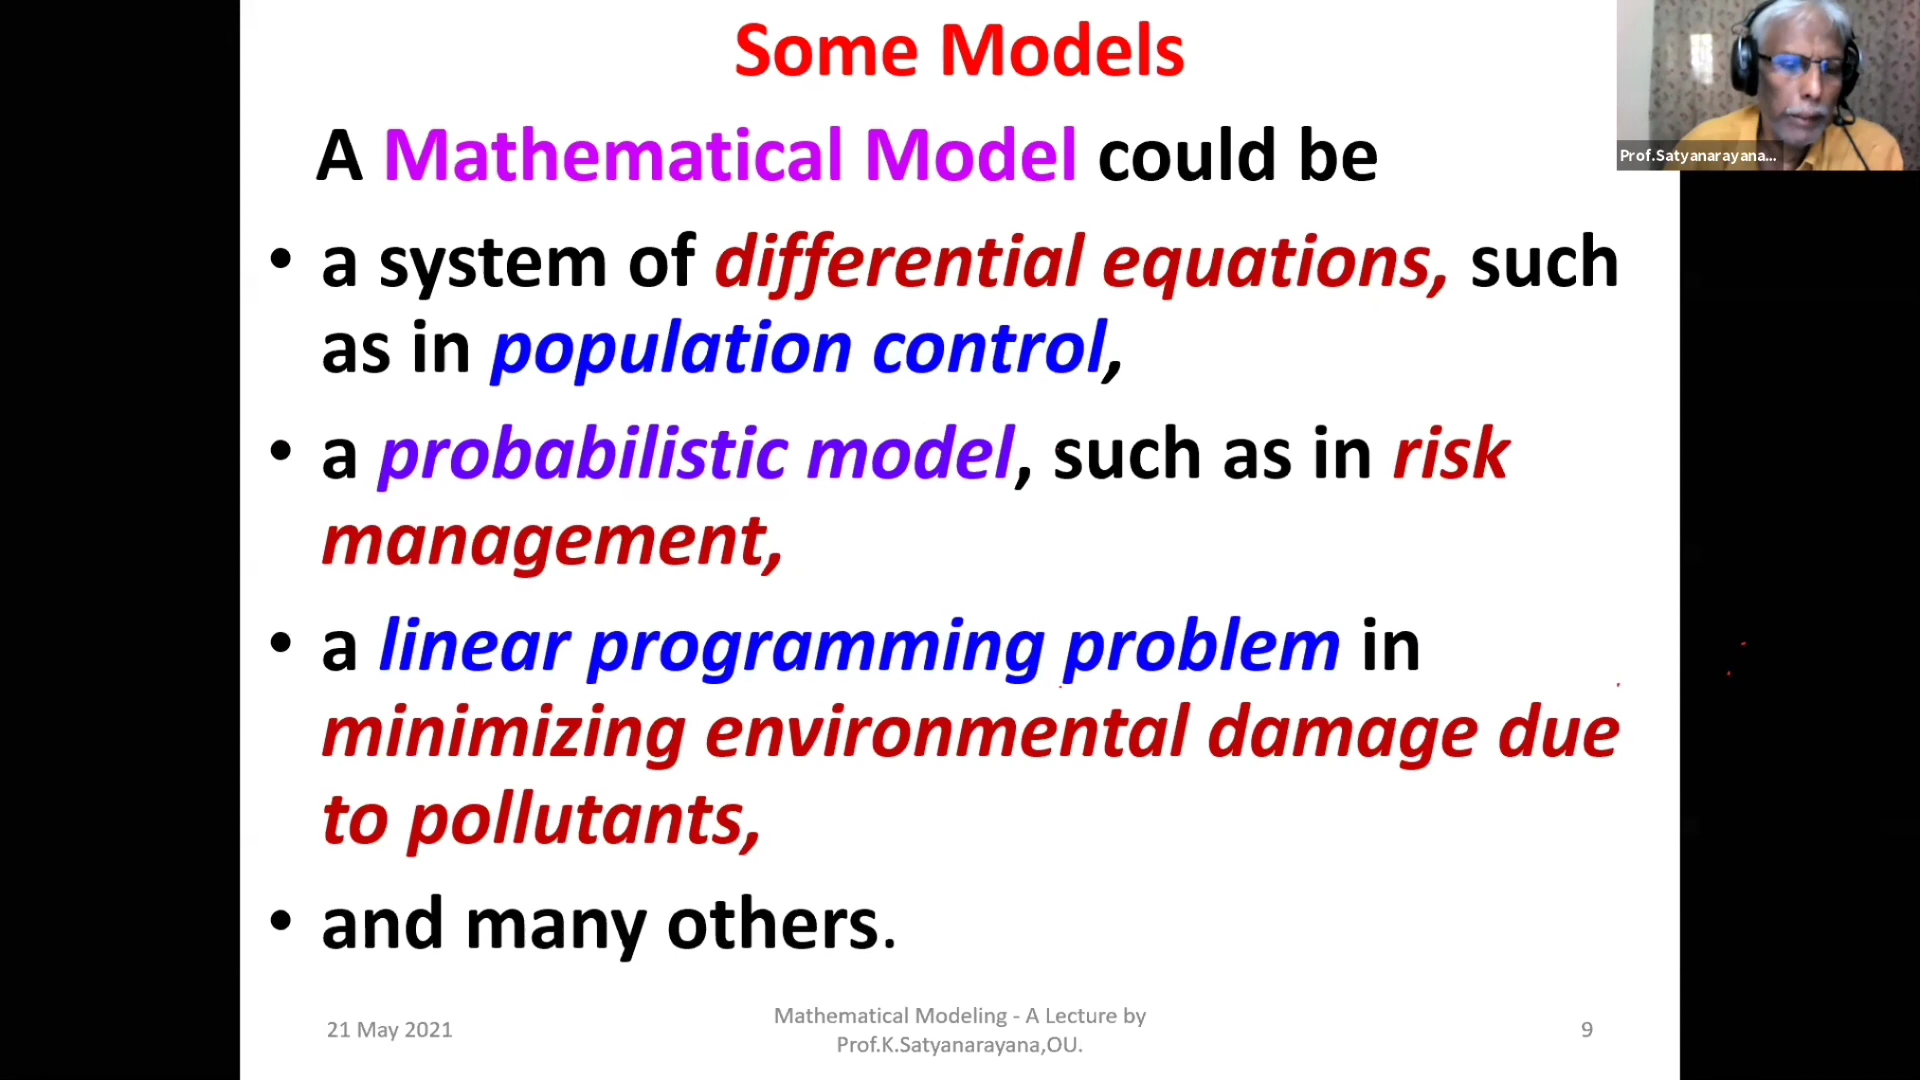 Some Models
A Mathematical Model could be
• a system of differential equations, such
as in population control,
• a probabilistic model, such as in risk
management,
• a linear programming problem in
minimizing environmental damage due
to pollutants,
• and many others.
21 May 2021
Mathematical Modeling - A Lecture by
Prof.K.Satyanarayana,OU.
9
Prof.Satyanarayana...